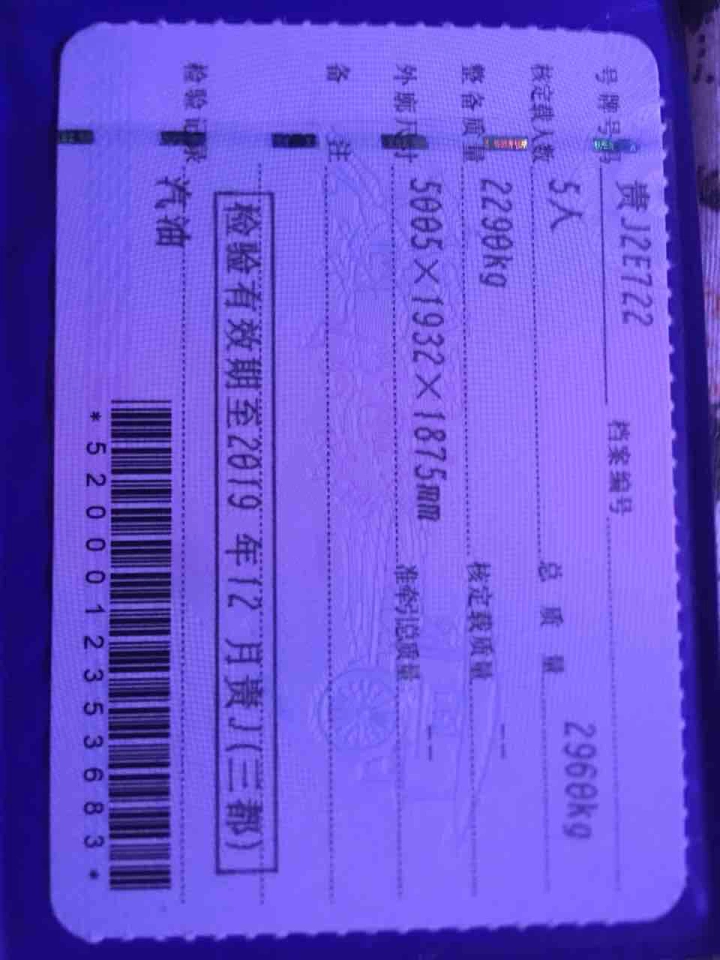 号牌号码 贵J2E722 档案编号
核定载人数 5人 总质量 2960kg
整备质量 2290kg 核定载质量 --
外廓尺寸 5005×1932×1875mm 准牵引总质量 --
备注
检验有效期至2019年12月贵J(三都)
检验记录
汽油
*5200012353683*